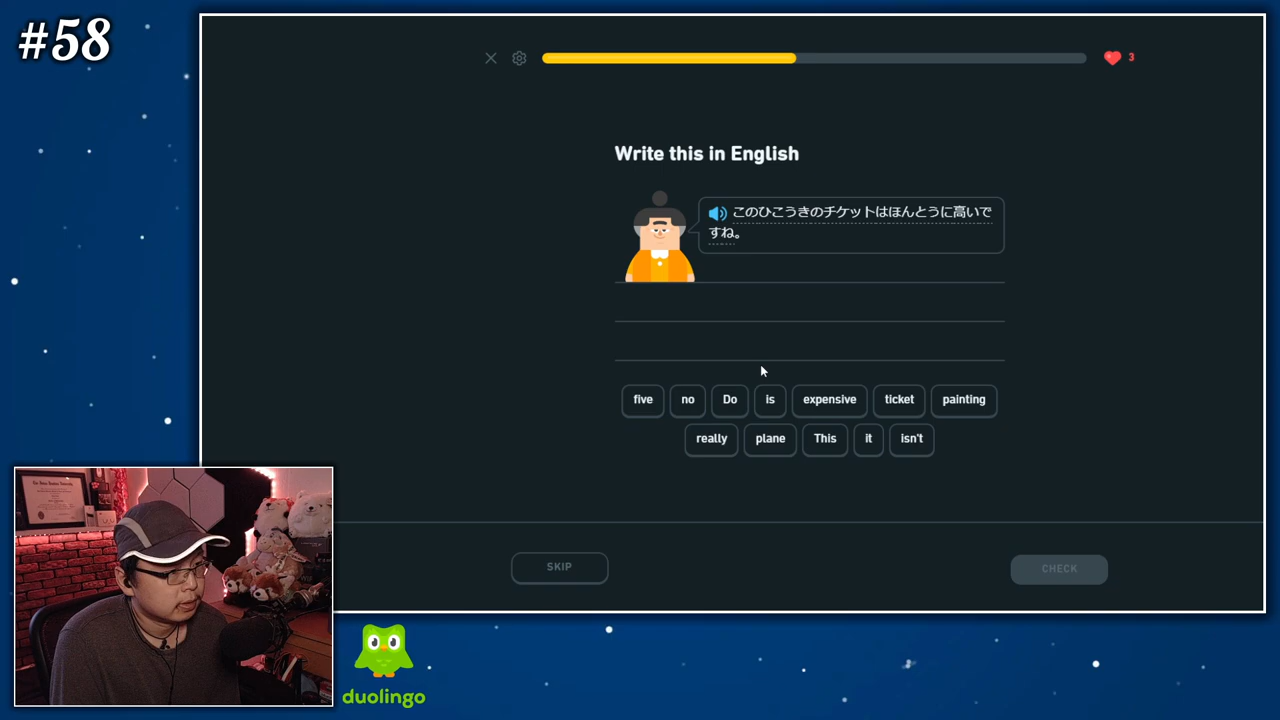 #58
3
Write this in English
このひこうきのチケットはほんとうに高いで
すね。
five no Do is expensive ticket painting
really plane This it isn't
SKIP
CHECK
duolingo